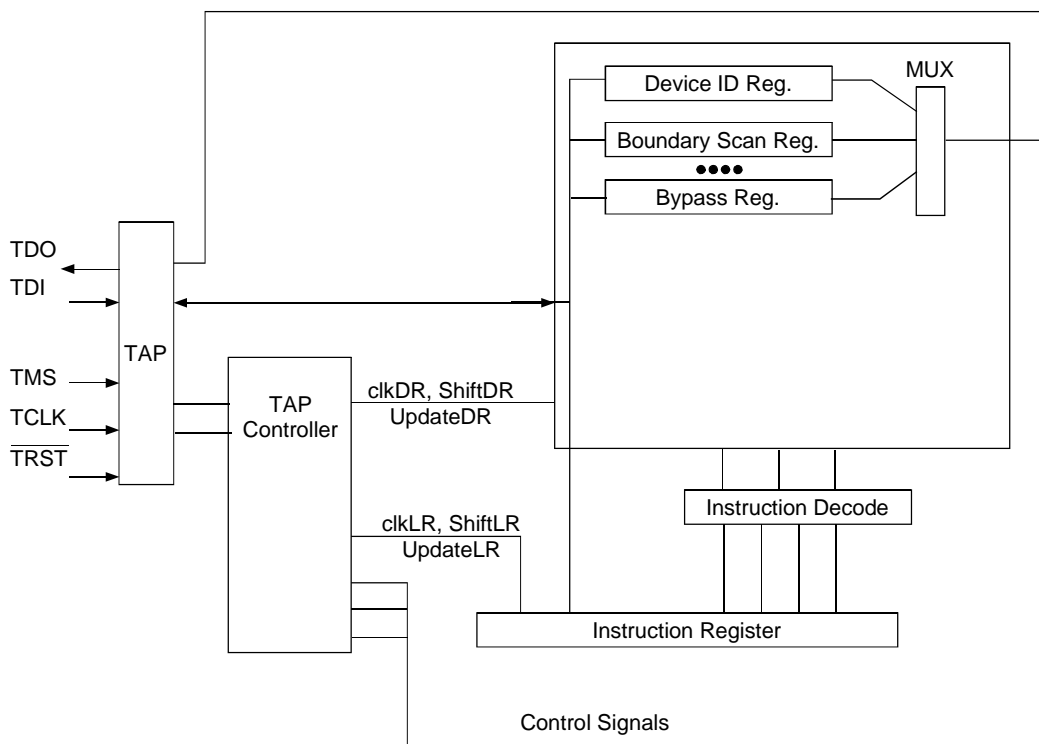 MUX
Device ID Reg.
Boundary Scan Reg.
Bypass Reg.
TDO
TDI
TAP
TMS
TCLK
TRST
TAP
Controller
clkDR, ShiftDR
UpdateDR
Instruction Decode
clkLR, ShiftLR
UpdateLR
Instruction Register
Control Signals